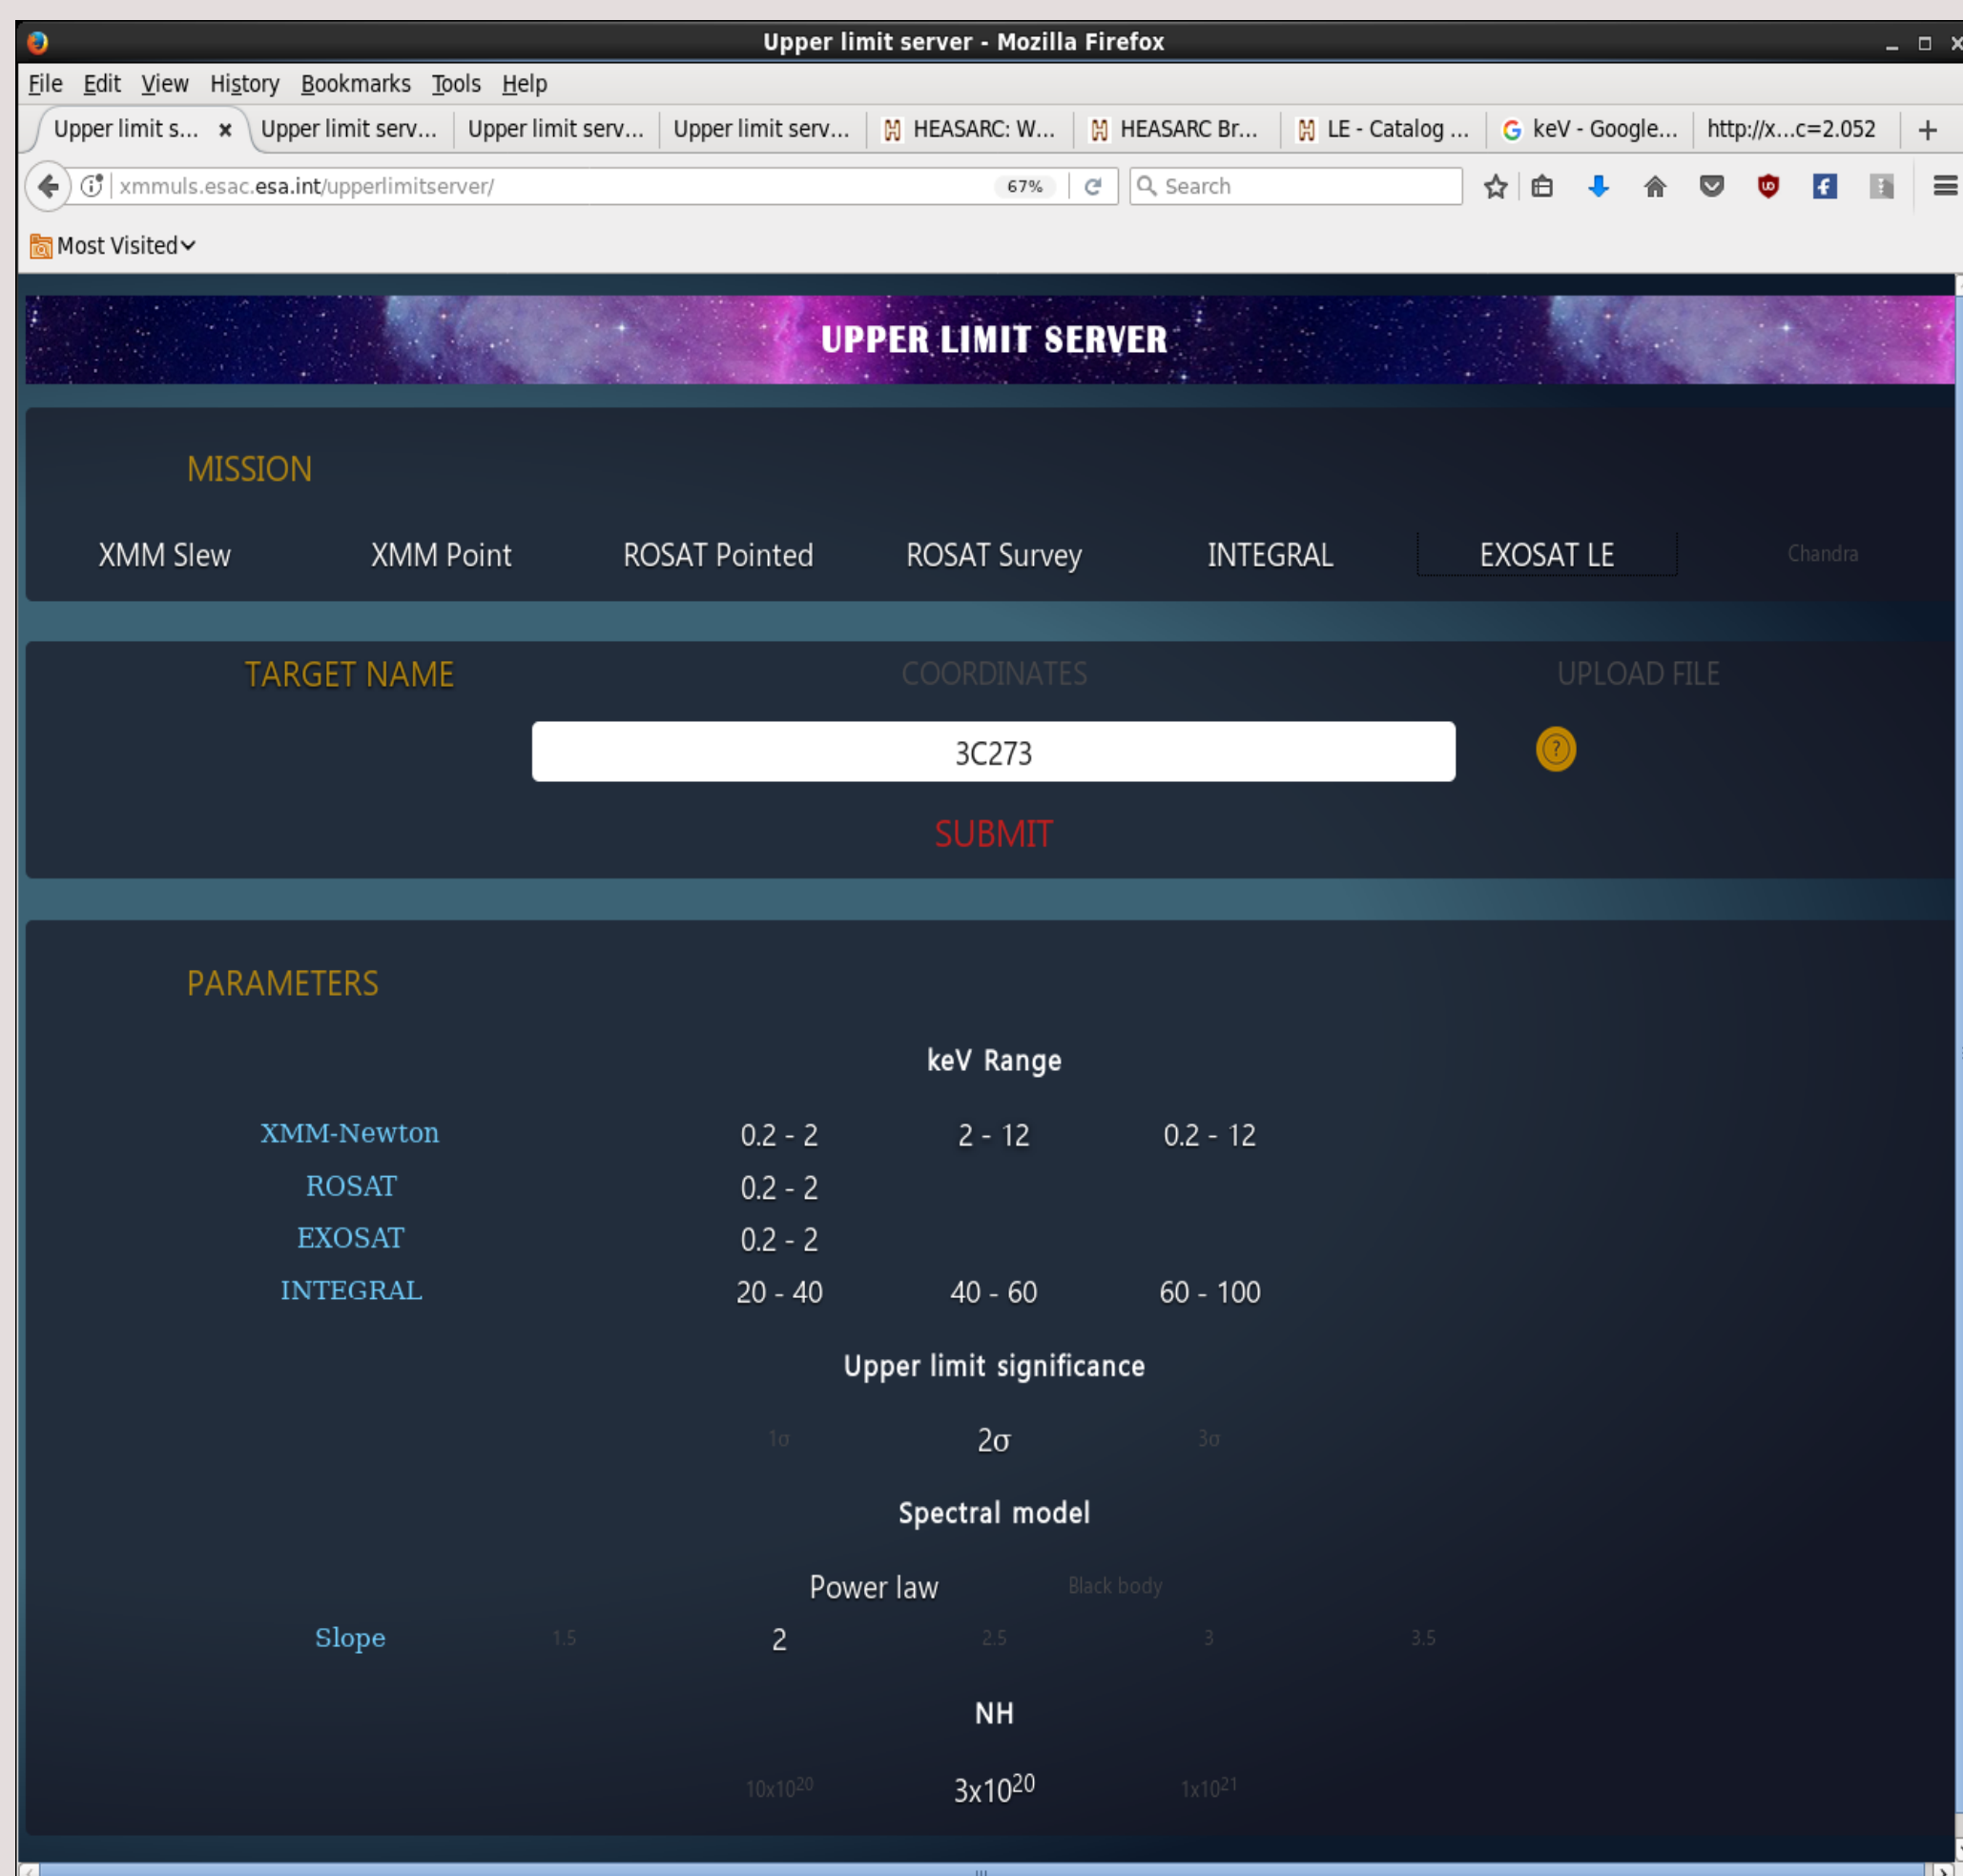 Upper limit server - Mozilla Firefox
File Edit View History Bookmarks Tools Help
Upper limit s... × Upper limit serv... Upper limit serv... Upper limit serv... HEASARC: W... HEASARC Br... LE - Catalog ... keV - Google... http://x...c=2.052 +
xmmuls.esac.esa.int/upperlimitserver/ 67% Search
Most Visited
UPPER LIMIT SERVER
MISSION
XMM Slew XMM Point ROSAT Pointed ROSAT Survey INTEGRAL EXOSAT LE Chandra
TARGET NAME COORDINATES UPLOAD FILE
3C273 ?
SUBMIT
PARAMETERS
keV Range
XMM-Newton 0.2 - 2 2 - 12 0.2 - 12
ROSAT 0.2 - 2
EXOSAT 0.2 - 2
INTEGRAL 20 - 40 40 - 60 60 - 100
Upper limit significance
1σ 2σ 3σ
Spectral model
Power law Black body
Slope 1.5 2 2.5 3 3.5
NH
10x10²⁰ 3x10²⁰ 1x10²¹